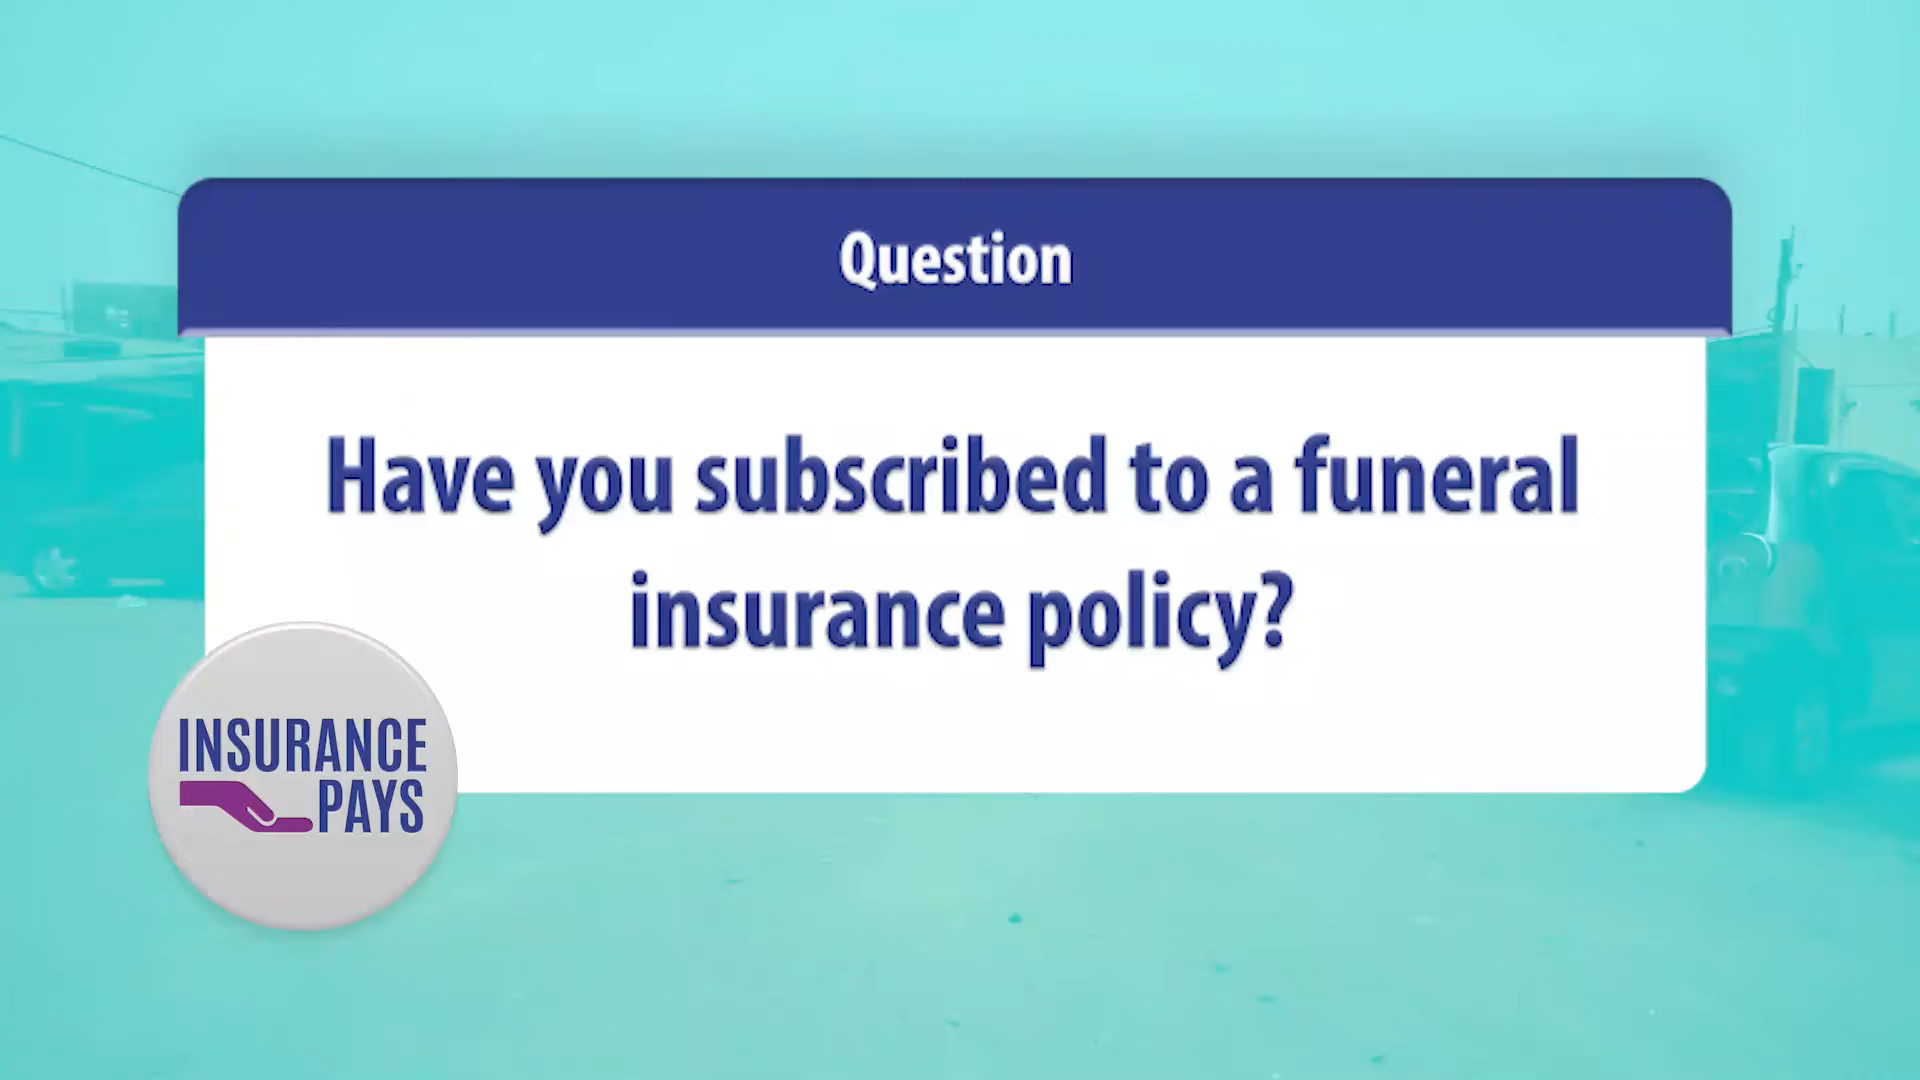 Question
Have you subscribed to a funeral
insurance policy?
INSURANCE
PAYS